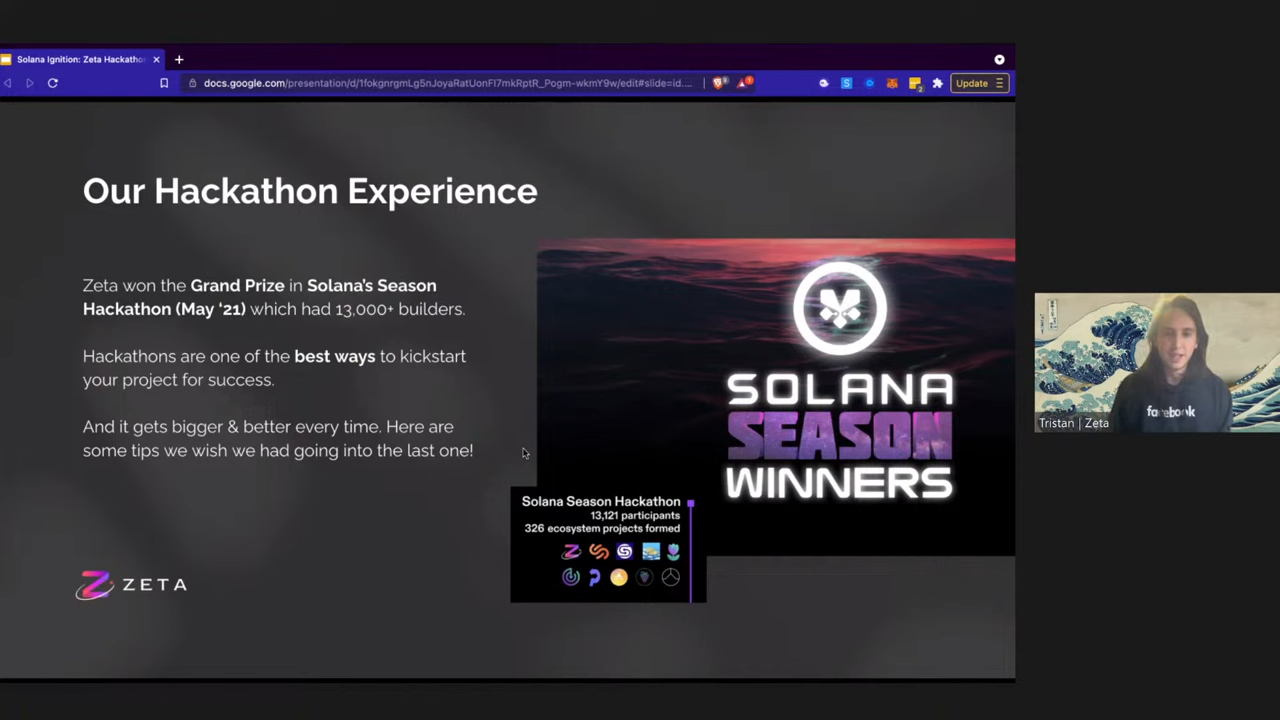 Solana Ignition: Zeta Hackatho
docs.google.com/presentation/d/1fokgnrgmLg5nJoyaRatUonFI7mkRptR_Pogm-wkmY9w/edit#slide=id....
Update
Our Hackathon Experience
Zeta won the Grand Prize in Solana's Season
Hackathon (May ‘21) which had 13,000+ builders.
Hackathons are one of the best ways to kickstart
your project for success.
And it gets bigger & better every time. Here are
some tips we wish we had going into the last one!
ZETA
SOLANA
SEASON
WINNERS
Solana Season Hackathon
13,121 participants
326 ecosystem projects formed
facebook
Tristan | Zeta